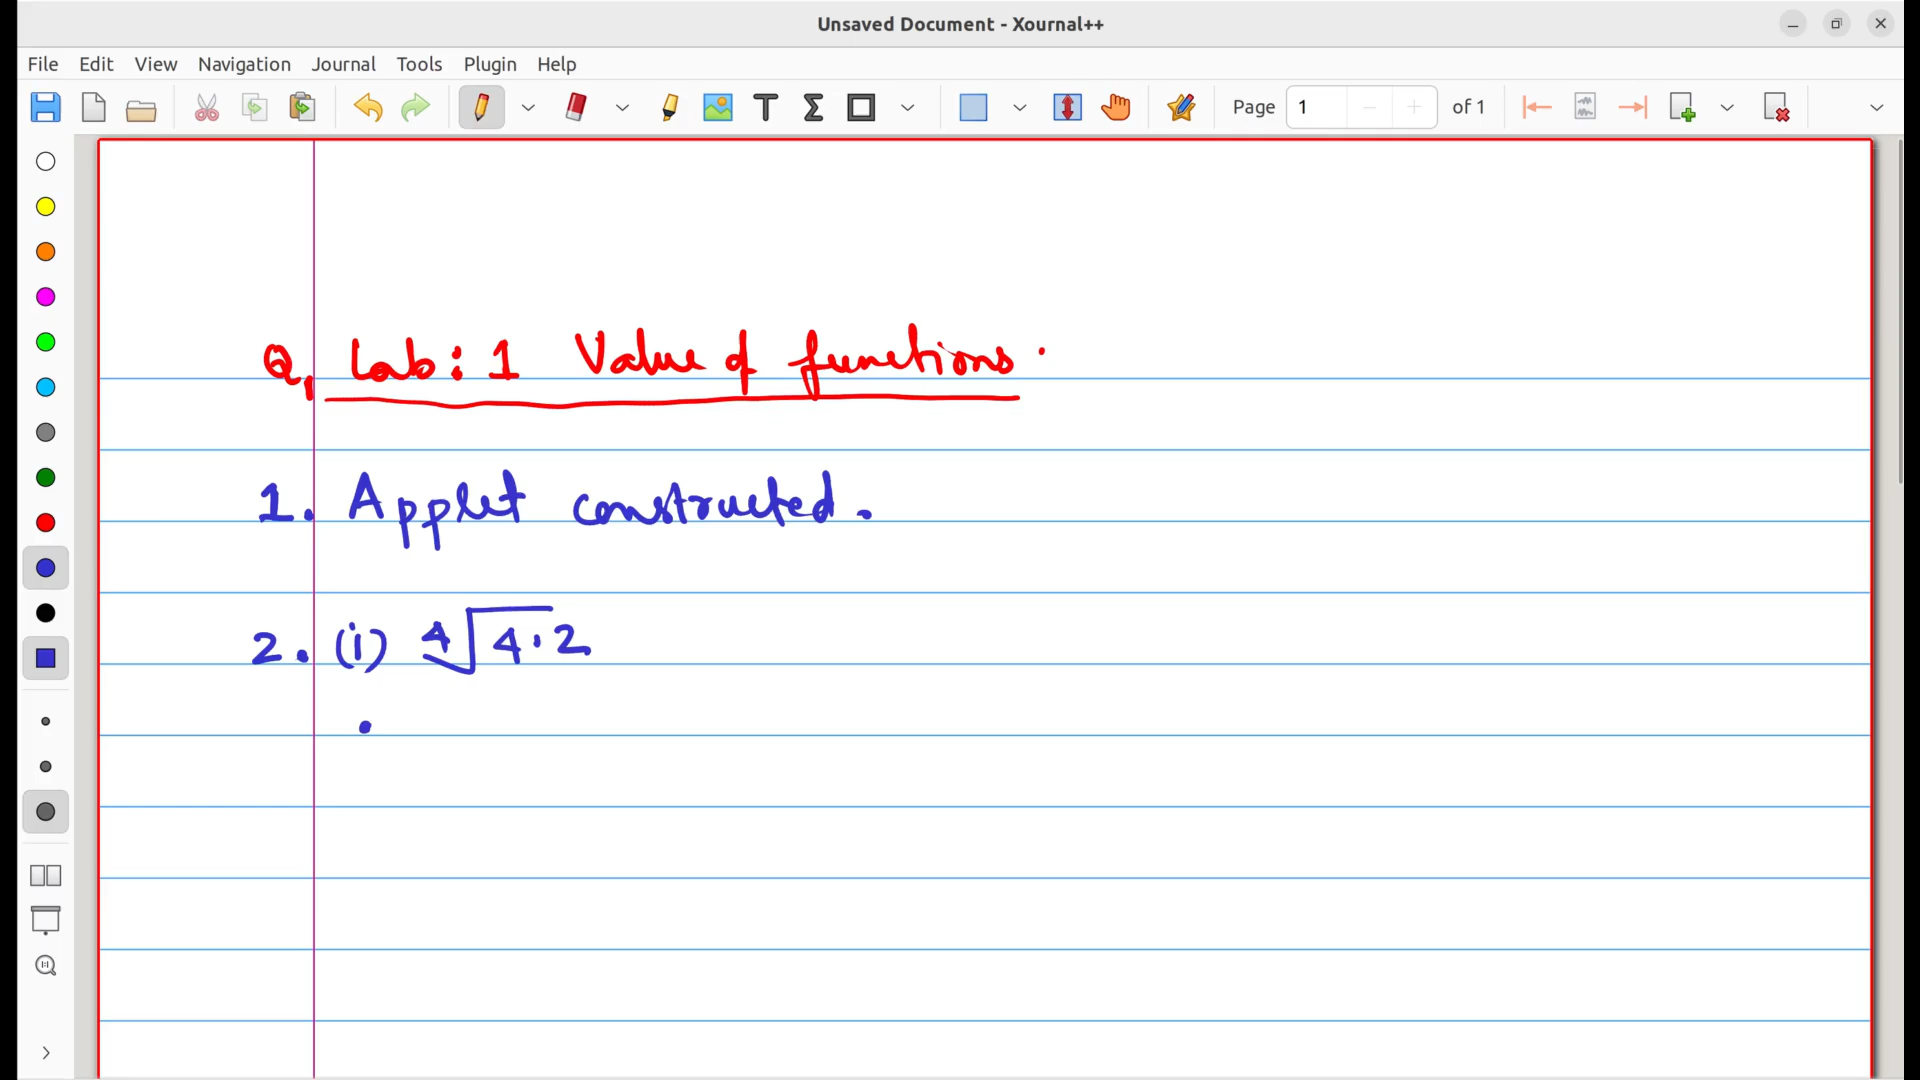 Unsaved Document - Xournal++
File Edit View Navigation Journal Tools Plugin Help
Page 1 of 1
Q1 Lab: 1 Value of functions.
1. Applet constructed.
2. (i) ∜4.2